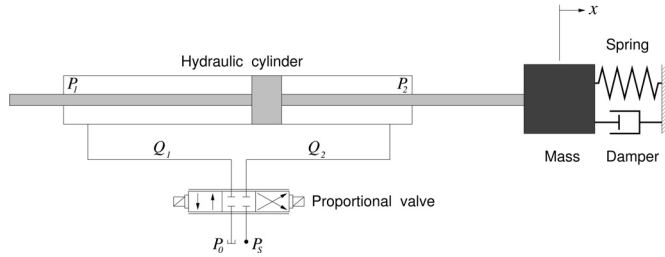 x
Spring
Hydraulic cylinder
P1 P2
Q1 Q2
Mass Damper
Proportional valve
P0 PS